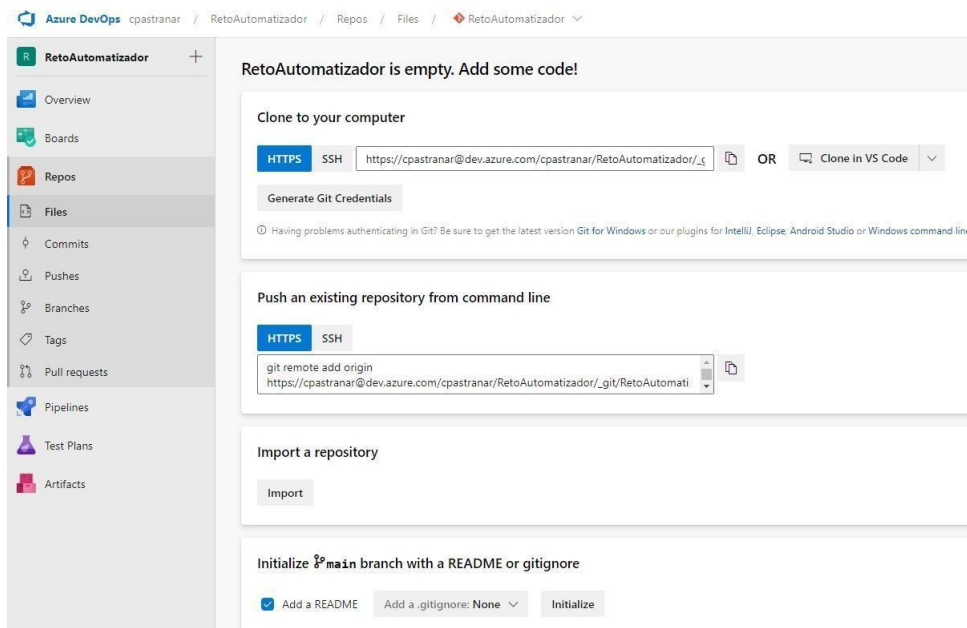 Azure DevOps cpastranar / RetoAutomatizador / Repos / Files / RetoAutomatizador
R RetoAutomatizador
Overview
Boards
Repos
Files
Commits
Pushes
Branches
Tags
Pull requests
Pipelines
Test Plans
Artifacts
RetoAutomatizador is empty. Add some code!
Clone to your computer
HTTPS SSH https://cpastranar@dev.azure.com/cpastranar/RetoAutomatizador/_g OR Clone in VS Code
Generate Git Credentials
Having problems authenticating in Git? Be sure to get the latest version Git for Windows or our plugins for IntelliJ, Eclipse, Android Studio or Windows command line
Push an existing repository from command line
HTTPS SSH
git remote add origin
https://cpastranar@dev.azure.com/cpastranar/RetoAutomatizador/_git/RetoAutomati
Import a repository
Import
Initialize main branch with a README or gitignore
Add a README Add a .gitignore: None Initialize